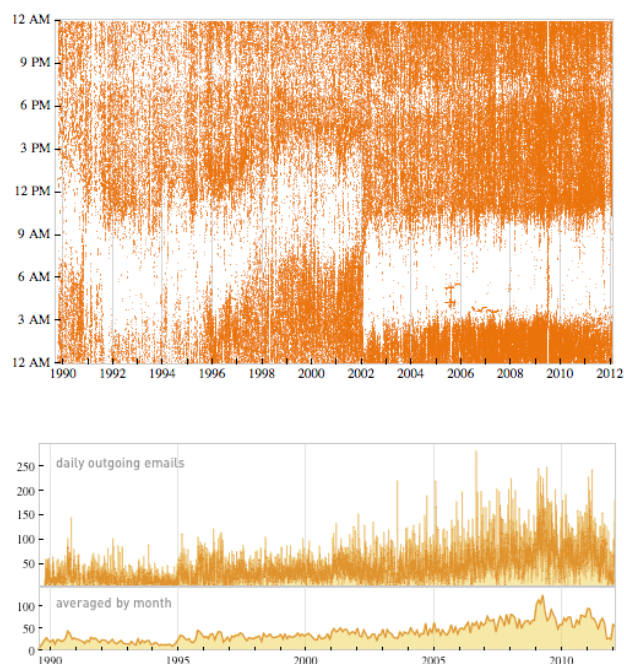 12 AM
9 PM
6 PM
3 PM
12 PM
9 AM
6 AM
3 AM
12 AM
1990 1992 1994 1996 1998 2000 2002 2004 2006 2008 2010 2012
daily outgoing emails
250
200
150
100
50
averaged by month
100
50
0
1990 1995 2000 2005 2010